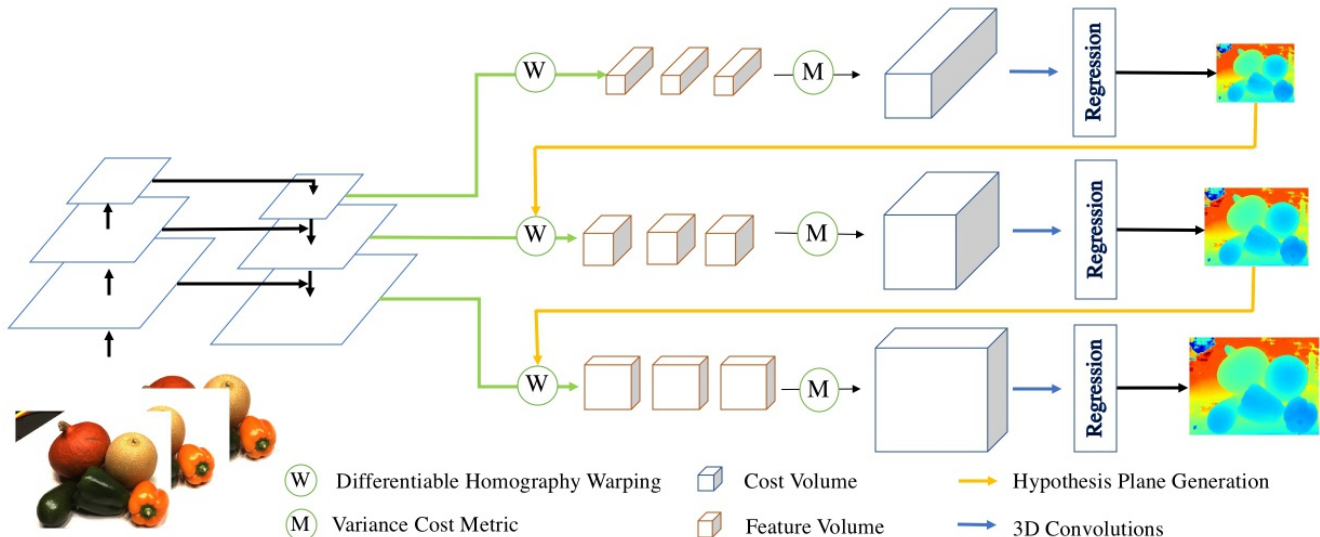 W
M
Regression
W
M
Regression
W
M
Regression
W Differentiable Homography Warping
Cost Volume
Hypothesis Plane Generation
M Variance Cost Metric
Feature Volume
3D Convolutions